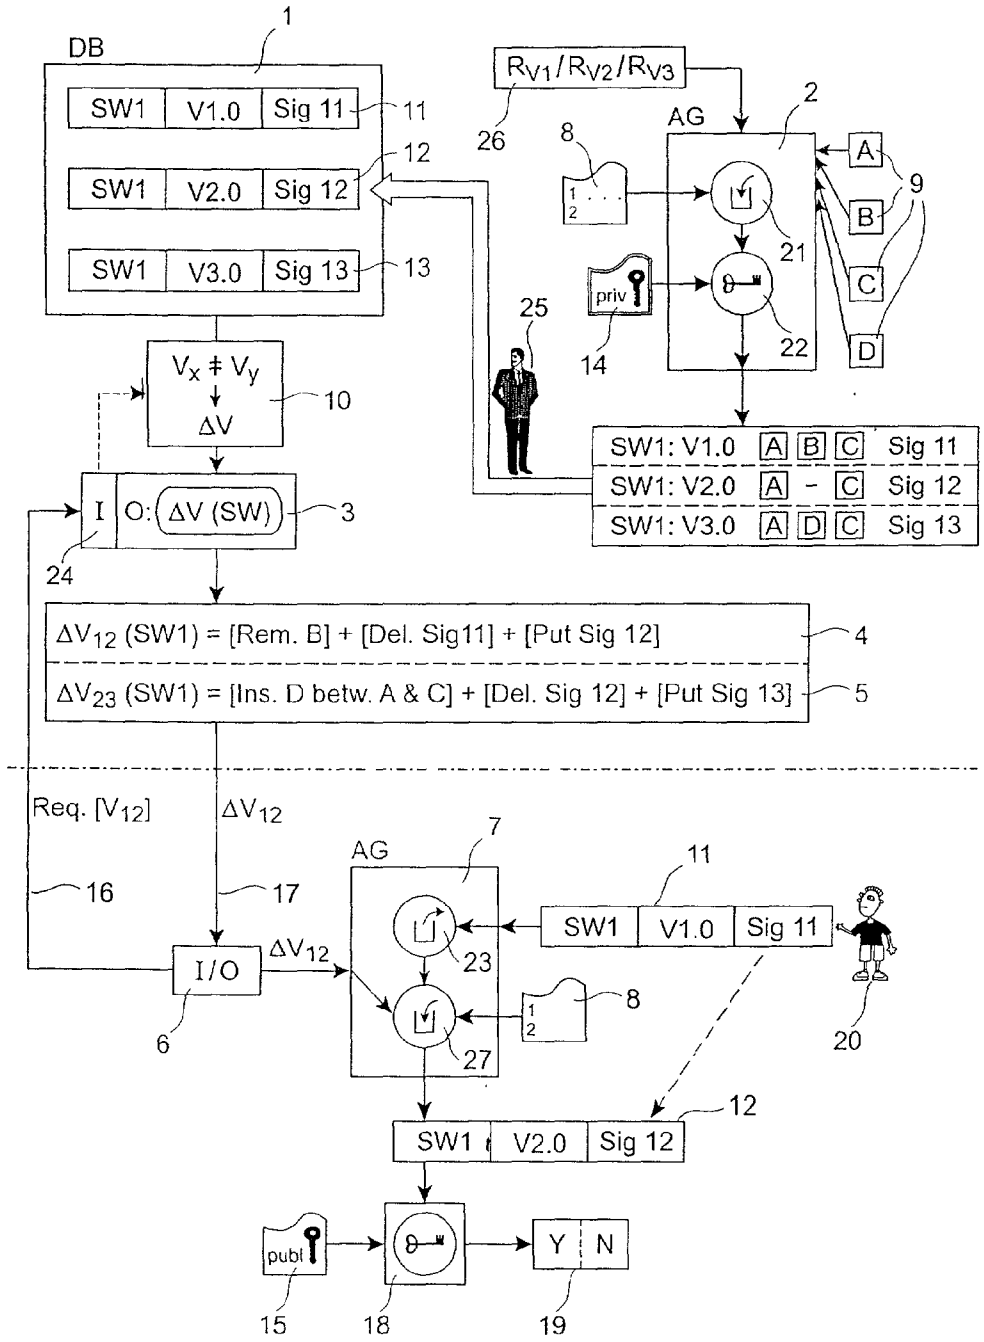 1
DB
SW1 V1.0 Sig 11
11
SW1 V2.0 Sig 12
12
SW1 V3.0 Sig 13
13
RV1/RV2/RV3
26
AG
2
8
1 . . .
2
21
priv
14
22
A
B
C
D
9
25
Vx ǂ Vy
ΔV
10
SW1: V1.0 A B C Sig 11
SW1: V2.0 A - C Sig 12
SW1: V3.0 A D C Sig 13
I O: ΔV (SW)
3
24
ΔV12 (SW1) = [Rem. B] + [Del. Sig11] + [Put Sig 12]
4
ΔV23 (SW1) = [Ins. D betw. A & C] + [Del. Sig 12] + [Put Sig 13]
5
Req. [V12]
ΔV12
16
17
AG
7
11
SW1 V1.0 Sig 11
23
I/O
ΔV12
6
8
1
2
27
20
12
SW1 V2.0 Sig 12
publ
15
18
Y N
19